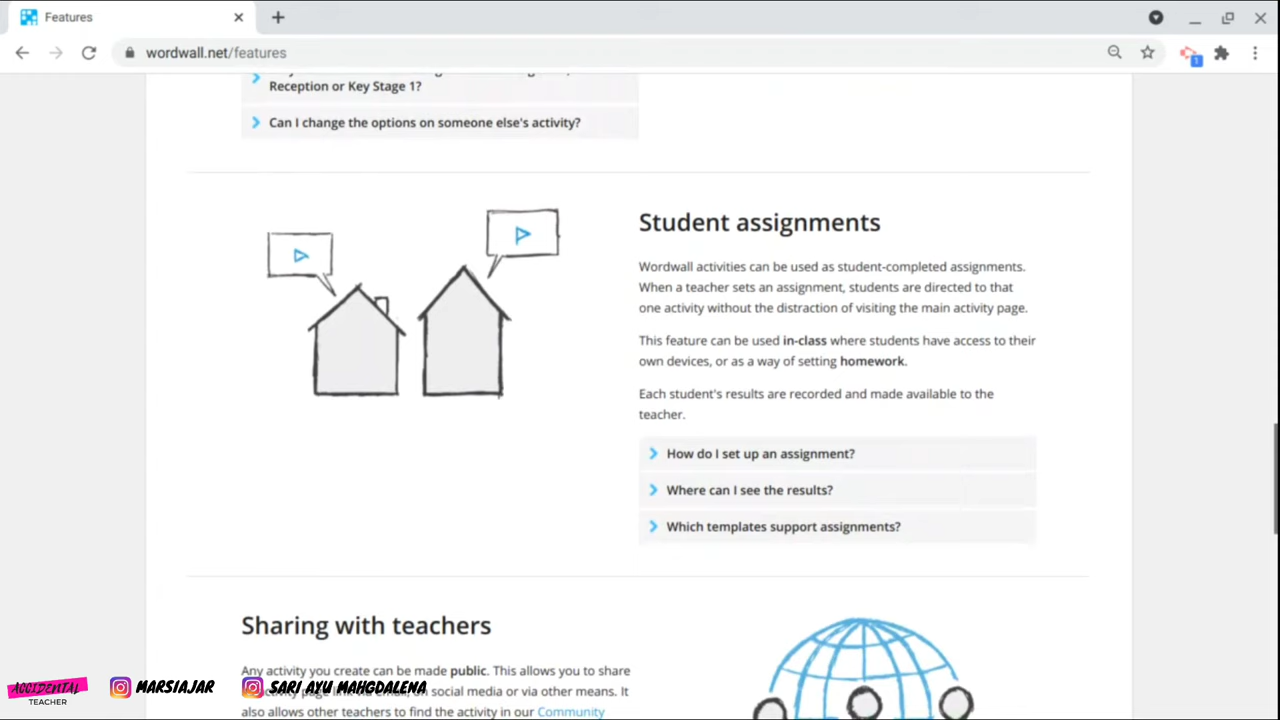 Features
wordwall.net/features
1
Reception or Key Stage 1?
Can I change the options on someone else's activity?
Student assignments
Wordwall activities can be used as student-completed assignments.
When a teacher sets an assignment, students are directed to that
one activity without the distraction of visiting the main activity page.
This feature can be used in-class where students have access to their
own devices, or as a way of setting homework.
Each student's results are recorded and made available to the
teacher.
How do I set up an assignment?
Where can I see the results?
Which templates support assignments?
Sharing with teachers
Any activity you create can be made public. This allows you to share
social media or via other means. It
also allows other teachers to find the activity in our Community
ACCIDENTAL
TEACHER
MARSIAJAR
SARI AYU MAHGDALENA